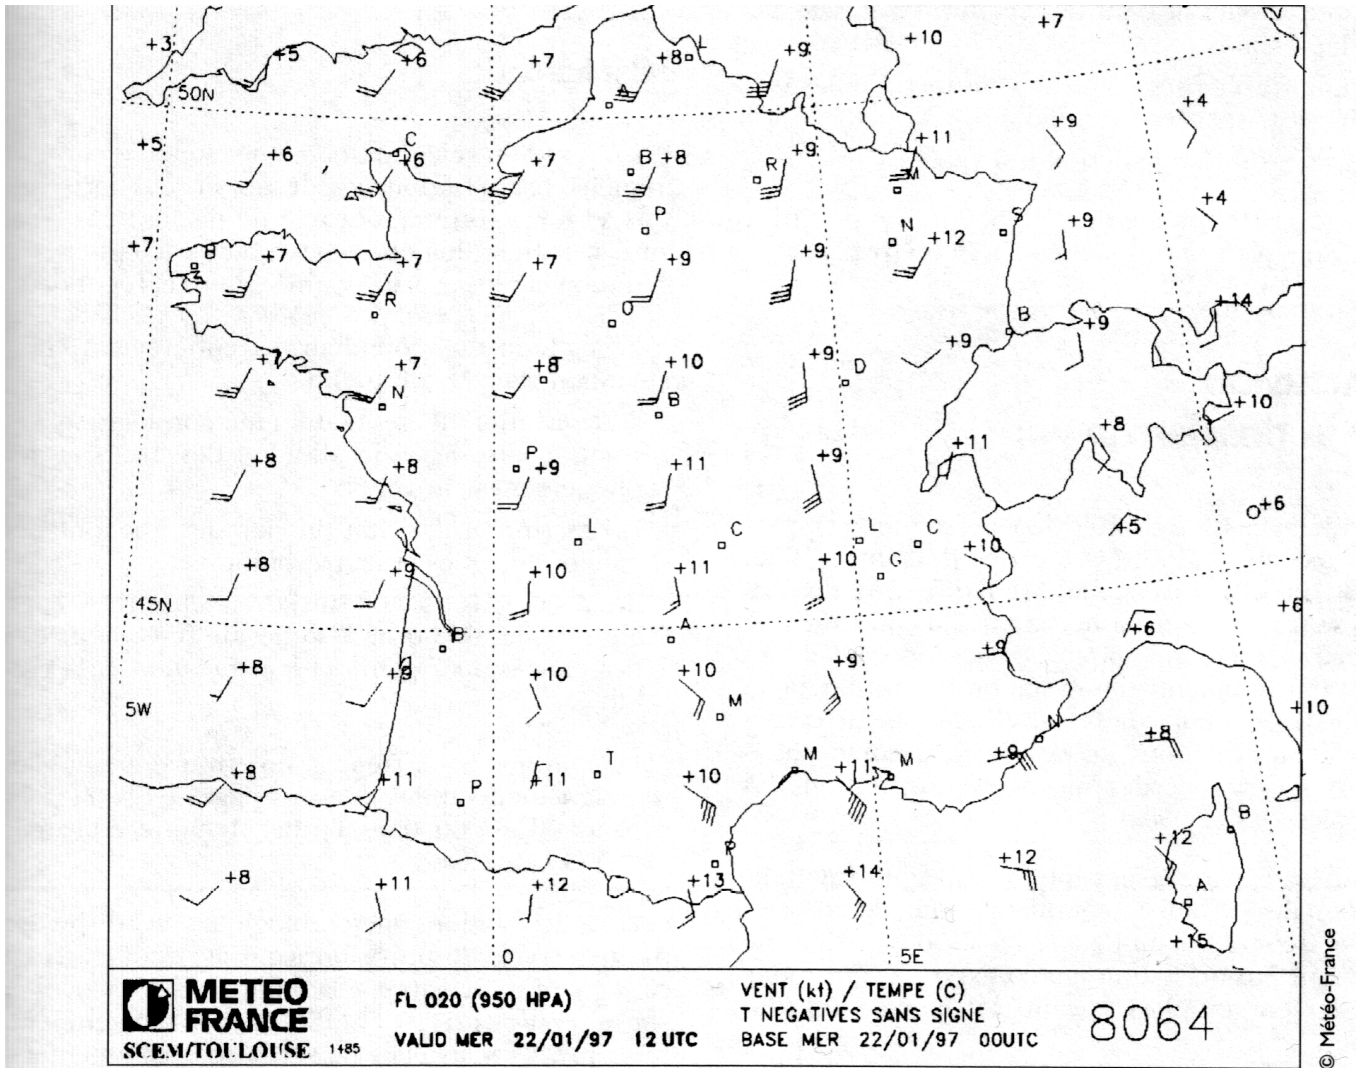 +3 +5 +6 +7 +8 L +9 +10 +7
50N A +4
+5 +6 C +6 +7 B +8 R +9 +11 M +9
P S +4
+7 B +7 +7 +7 +9 +9 N +12 +9
R O B +14
+7 +7 +8 +10 +9 D +9 +9
N B +10
+8 +8 P +9 +11 +9 +11 +8
L C L C +5 +6
+8 +9 +10 +11 +10 G +10
45N +6
B A +6
+8 +9 +10 +10 +9 +9
5W M N +8 +10
+8 +11 P +11 T +10 M +11 M +9
B
P +12
+8 +11 +12 +13 +14 +12 A
+15
0 5E
METEO
FRANCE
SCEM/TOULOUSE 1485
FL 020 (950 HPA)
VALID MER 22/01/97 12 UTC
VENT (kt) / TEMPE (C)
T NEGATIVES SANS SIGNE
BASE MER 22/01/97 00UTC
8064
© Météo-France